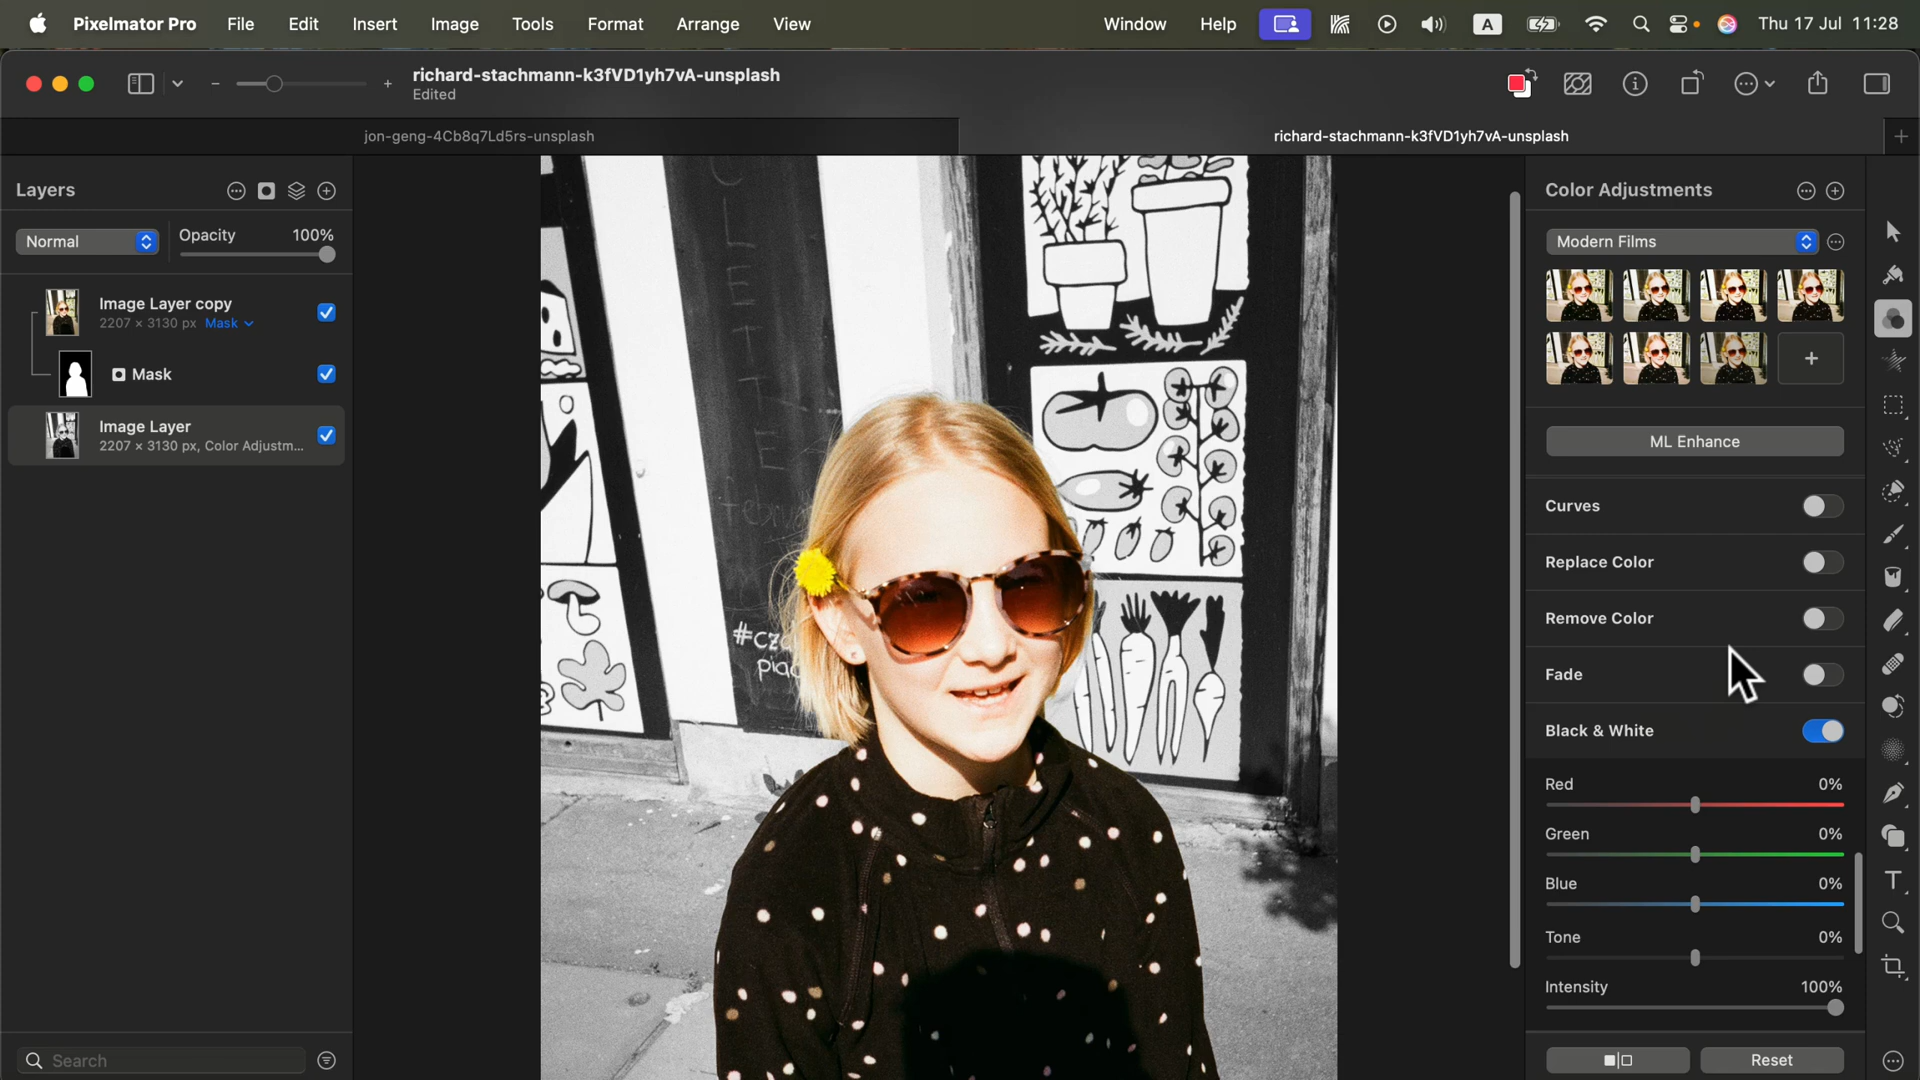 Pixelmator Pro File Edit Insert Image Tools Format Arrange View Window Help A Thu 17 Jul 11:28
richard-stachmann-k3fVD1yh7vA-unsplash
Edited
jon-geng-4Cb8q7Ld5rs-unsplash richard-stachmann-k3fVD1yh7vA-unsplash
Layers
Normal Opacity 100%
Image Layer copy
2207 × 3130 px Mask
Mask
Image Layer
2207 × 3130 px, Color Adjustm...
Search
L
E
T
E
#cz
piąc
Color Adjustments
Modern Films
ML Enhance
Curves
Replace Color
Remove Color
Fade
Black & White
Red 0%
Green 0%
Blue 0%
Tone 0%
Intensity 100%
Reset